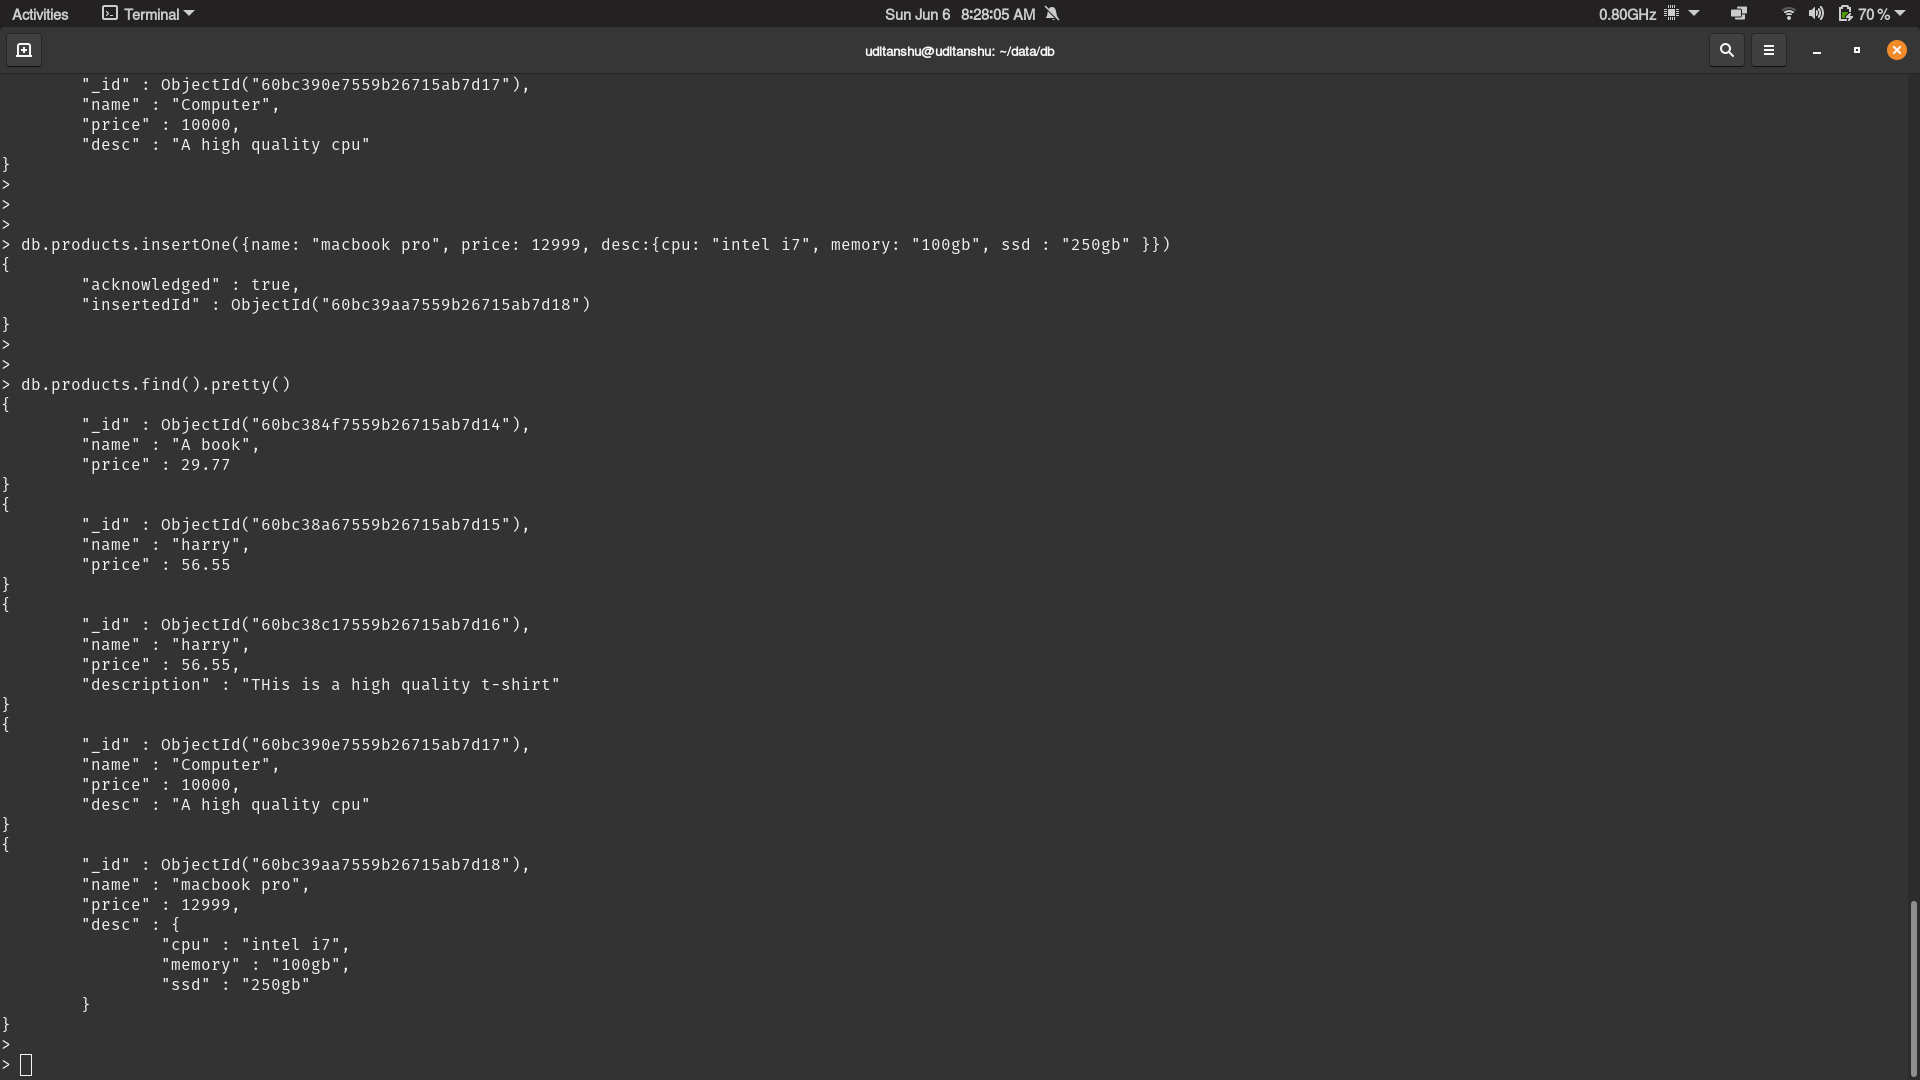 Activities Terminal Sun Jun 6 8:28:05 AM 0.80GHz 70 %
uditanshu@uditanshu: ~/data/db
"_id" : ObjectId("60bc390e7559b26715ab7d17"),
"name" : "Computer",
"price" : 10000,
"desc" : "A high quality cpu"
}
>
>
>
> db.products.insertOne({name: "macbook pro", price: 12999, desc:{cpu: "intel i7", memory: "100gb", ssd : "250gb" }})
{
"acknowledged" : true,
"insertedId" : ObjectId("60bc39aa7559b26715ab7d18")
}
>
>
> db.products.find().pretty()
{
"_id" : ObjectId("60bc384f7559b26715ab7d14"),
"name" : "A book",
"price" : 29.77
}
{
"_id" : ObjectId("60bc38a67559b26715ab7d15"),
"name" : "harry",
"price" : 56.55
}
{
"_id" : ObjectId("60bc38c17559b26715ab7d16"),
"name" : "harry",
"price" : 56.55,
"description" : "THis is a high quality t-shirt"
}
{
"_id" : ObjectId("60bc390e7559b26715ab7d17"),
"name" : "Computer",
"price" : 10000,
"desc" : "A high quality cpu"
}
{
"_id" : ObjectId("60bc39aa7559b26715ab7d18"),
"name" : "macbook pro",
"price" : 12999,
"desc" : {
"cpu" : "intel i7",
"memory" : "100gb",
"ssd" : "250gb"
}
}
>
>